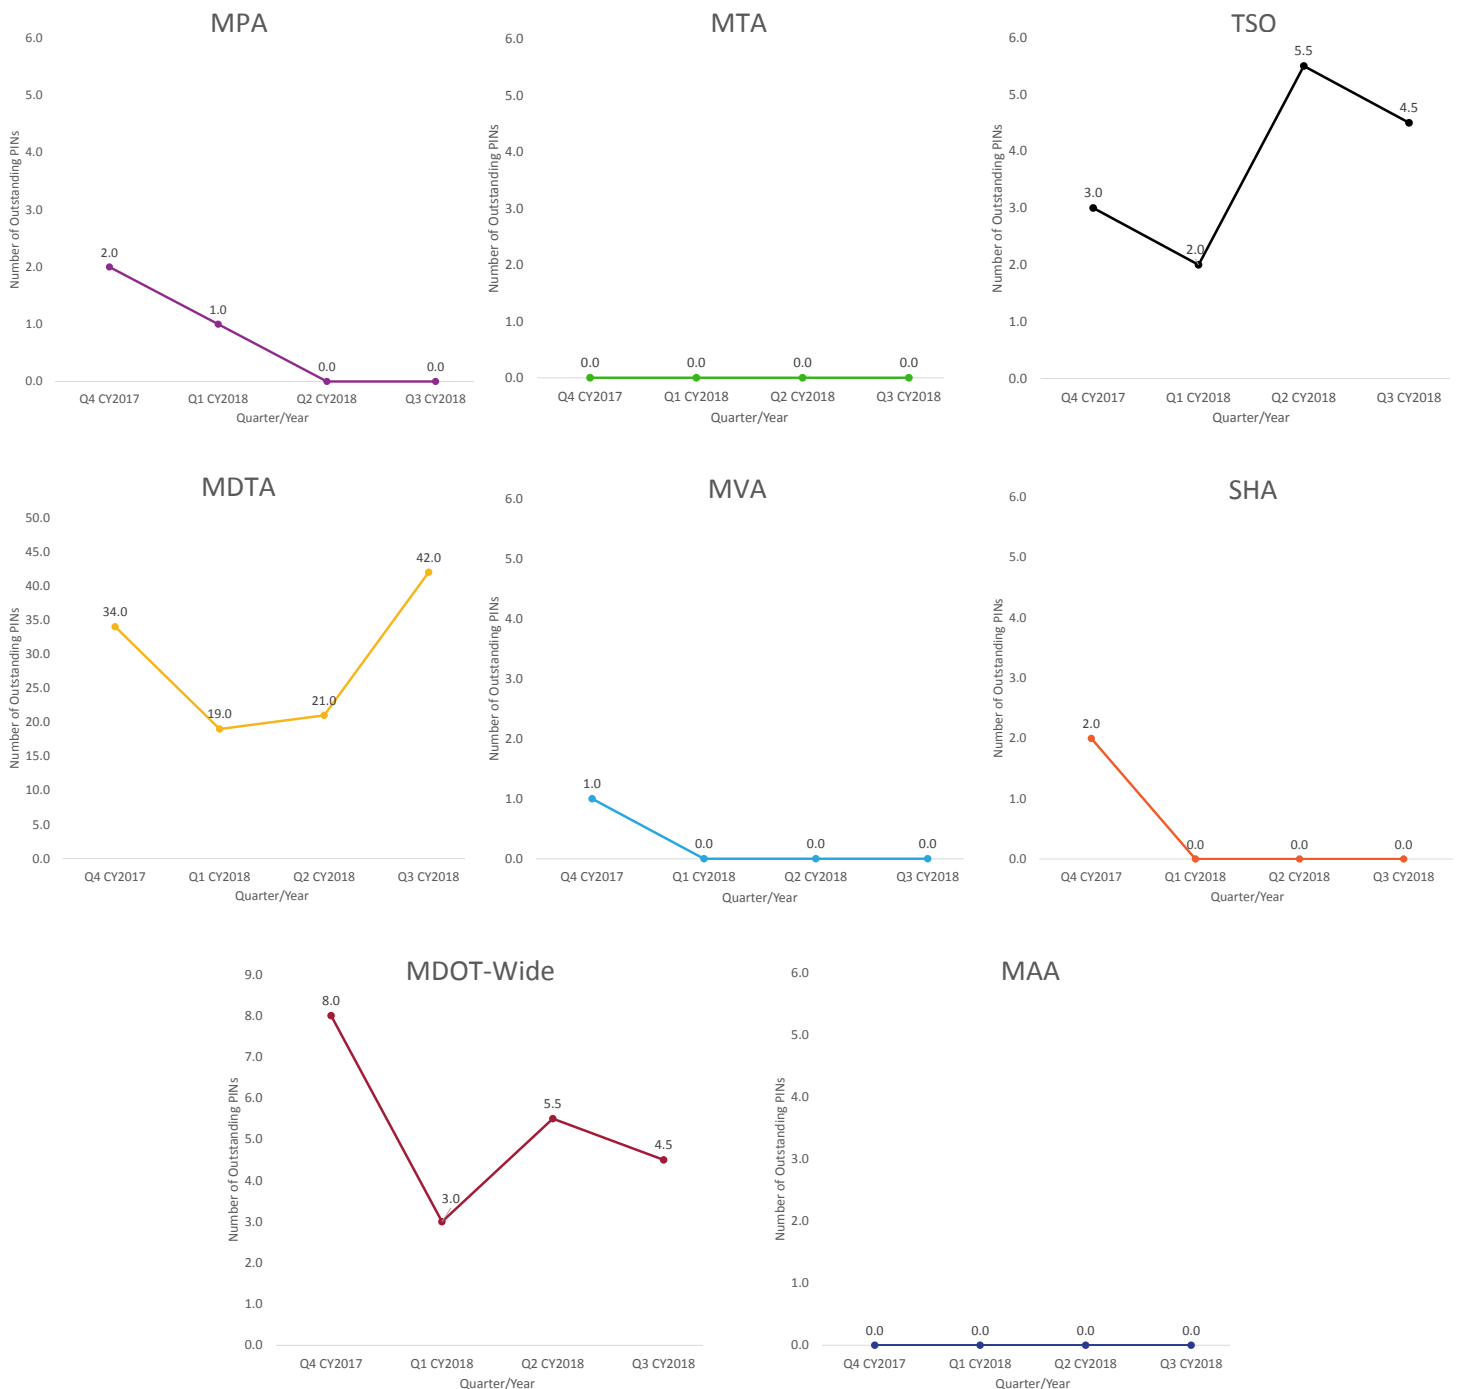 MPA
6.0
5.0
4.0
3.0
2.0
1.0
0.0
Number of Outstanding PINs
2.0
1.0
0.0
0.0
Q4 CY2017 Q1 CY2018 Q2 CY2018 Q3 CY2018
Quarter/Year
MTA
6.0
5.0
4.0
3.0
2.0
1.0
0.0
Number of Outstanding PINs
0.0 0.0 0.0 0.0
Q4 CY2017 Q1 CY2018 Q2 CY2018 Q3 CY2018
Quarter/Year
TSO
6.0
5.0
4.0
3.0
2.0
1.0
0.0
Number of Outstanding PINs
3.0
2.0
5.5
4.5
Q4 CY2017 Q1 CY2018 Q2 CY2018 Q3 CY2018
Quarter/Year
MDTA
50.0
45.0
40.0
35.0
30.0
25.0
20.0
15.0
10.0
5.0
0.0
Number of Outstanding PINs
34.0
19.0
21.0
42.0
Q4 CY2017 Q1 CY2018 Q2 CY2018 Q3 CY2018
Quarter/Year
MVA
6.0
5.0
4.0
3.0
2.0
1.0
0.0
Number of Outstanding PINs
1.0
0.0 0.0 0.0
Q4 CY2017 Q1 CY2018 Q2 CY2018 Q3 CY2018
Quarter/Year
SHA
6.0
5.0
4.0
3.0
2.0
1.0
0.0
Number of Outstanding PINs
2.0
0.0 0.0 0.0
Q4 CY2017 Q1 CY2018 Q2 CY2018 Q3 CY2018
Quarter/Year
MDOT-Wide
9.0
8.0
7.0
6.0
5.0
4.0
3.0
2.0
1.0
0.0
Number of Outstanding PINs
8.0
3.0
5.5
4.5
Q4 CY2017 Q1 CY2018 Q2 CY2018 Q3 CY2018
Quarter/Year
MAA
6.0
5.0
4.0
3.0
2.0
1.0
0.0
Number of Outstanding PINs
0.0 0.0 0.0 0.0
Q4 CY2017 Q1 CY2018 Q2 CY2018 Q3 CY2018
Quarter/Year